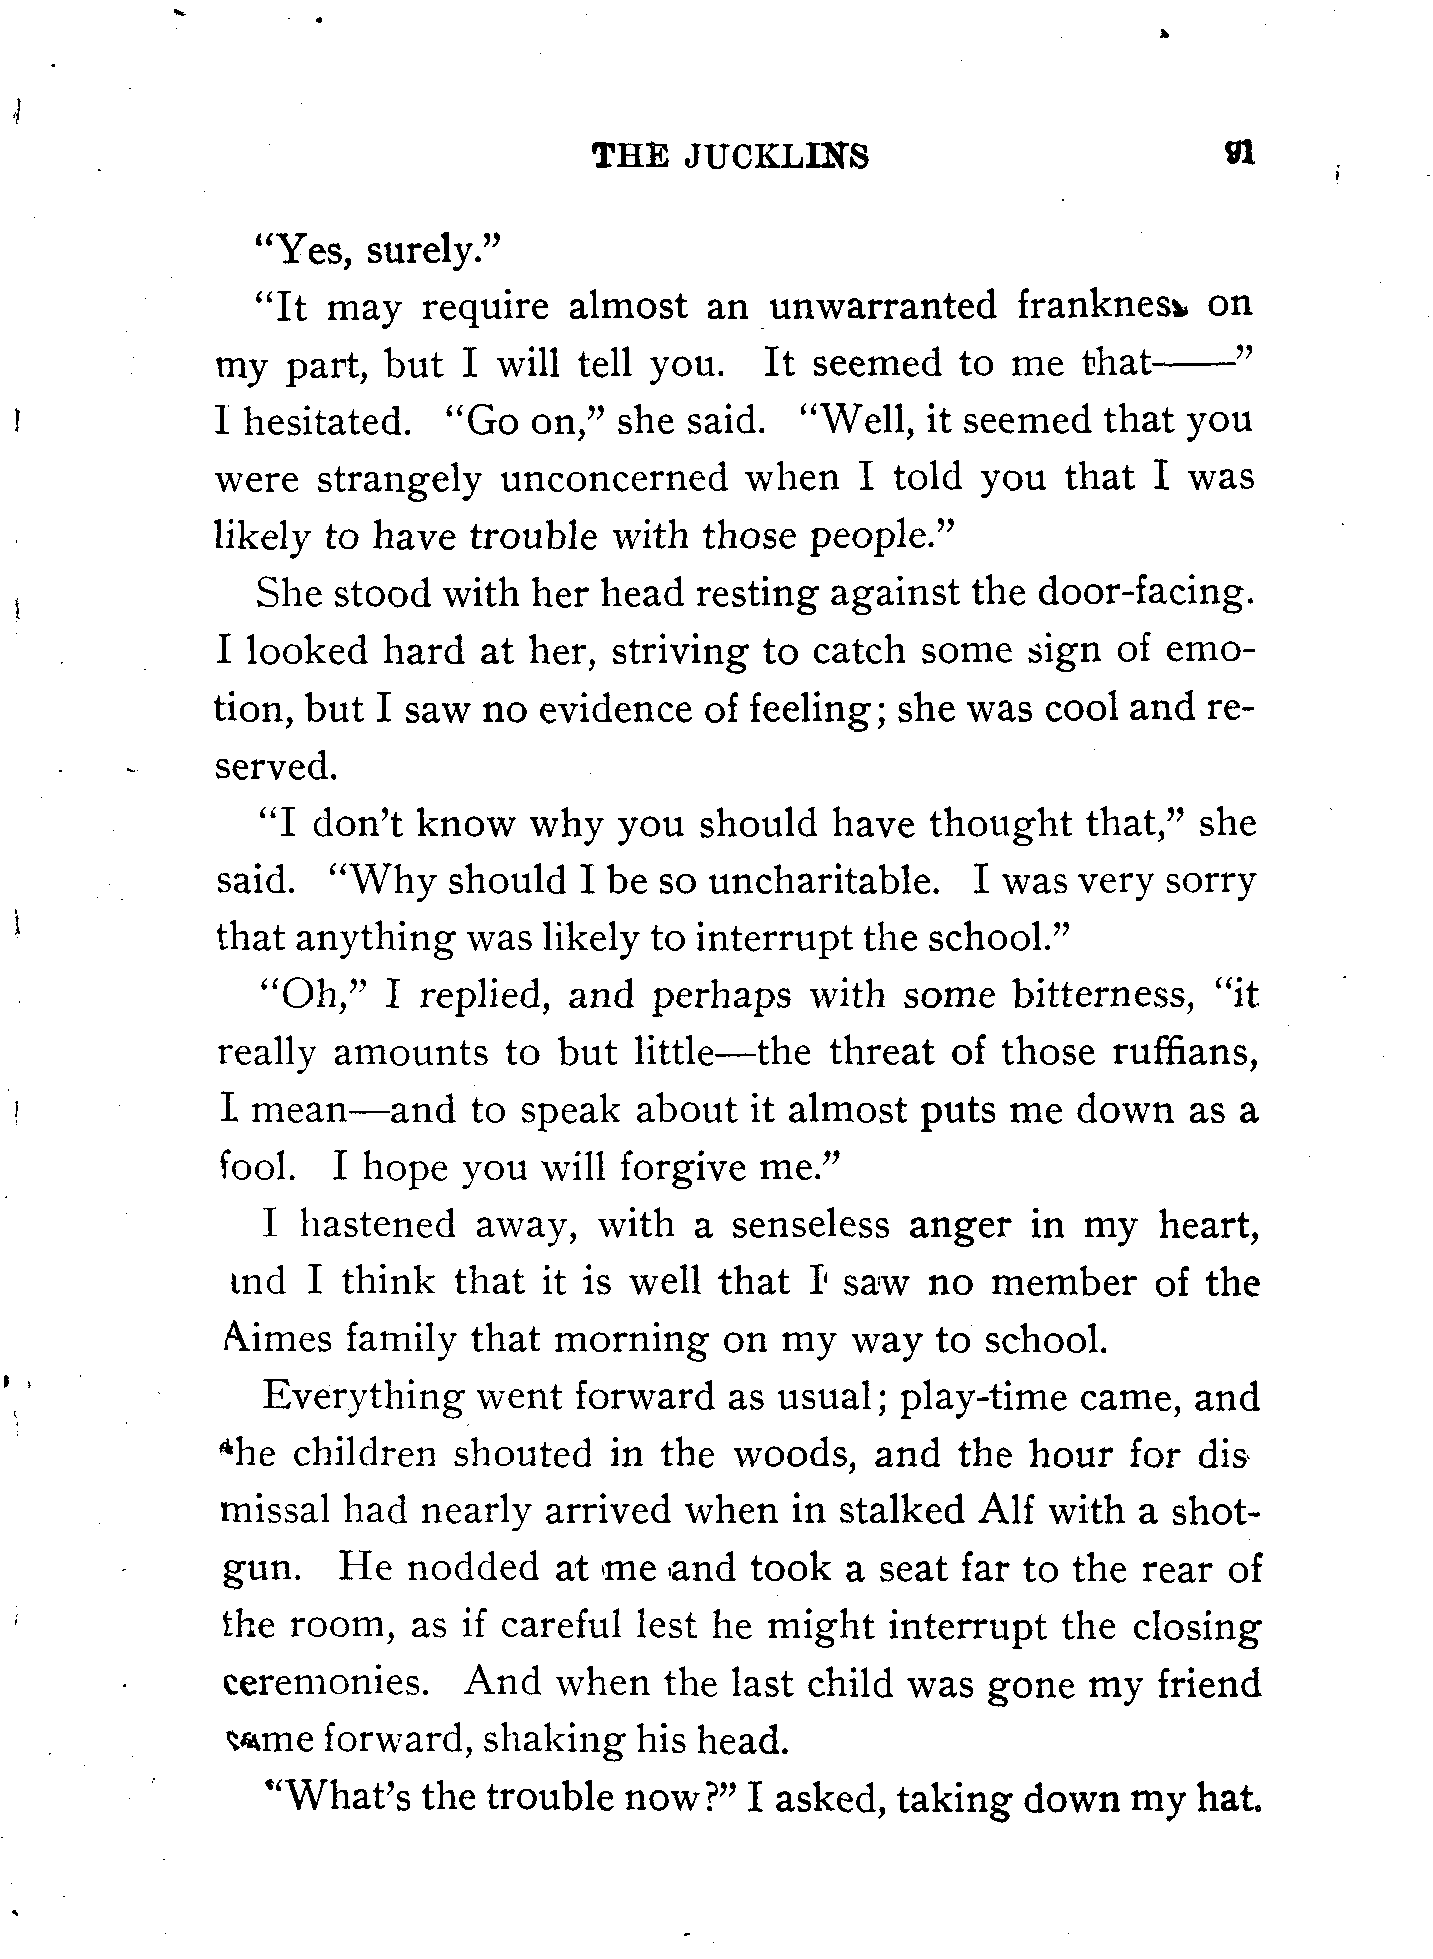 THE JUCKLINS 91
“Yes, surely.”
“It may require almost an unwarranted frankness on
my part, but I will tell you. It seemed to me that——”
I hesitated. “Go on,” she said. “Well, it seemed that you
were strangely unconcerned when I told you that I was
likely to have trouble with those people.”
She stood with her head resting against the door-facing.
I looked hard at her, striving to catch some sign of emo-
tion, but I saw no evidence of feeling; she was cool and re-
served.
“I don’t know why you should have thought that,” she
said. “Why should I be so uncharitable. I was very sorry
that anything was likely to interrupt the school.”
“Oh,” I replied, and perhaps with some bitterness, “it
really amounts to but little—the threat of those ruffians,
I mean—and to speak about it almost puts me down as a
fool. I hope you will forgive me.”
I hastened away, with a senseless anger in my heart,
and I think that it is well that I saw no member of the
Aimes family that morning on my way to school.
Everything went forward as usual; play-time came, and
the children shouted in the woods, and the hour for dis-
missal had nearly arrived when in stalked Alf with a shot-
gun. He nodded at me and took a seat far to the rear of
the room, as if careful lest he might interrupt the closing
ceremonies. And when the last child was gone my friend
came forward, shaking his head.
“What’s the trouble now?” I asked, taking down my hat.